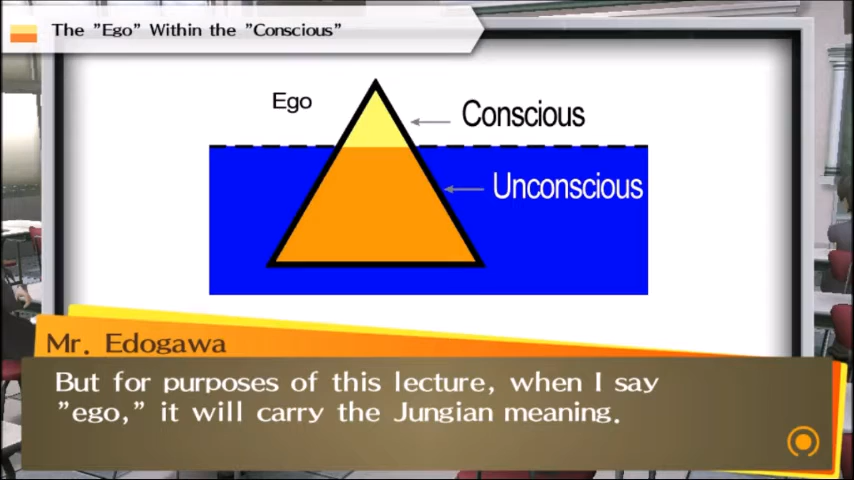 The "Ego" Within the "Conscious"
Ego
Conscious
Unconscious
Mr. Edogawa
But for purposes of this lecture, when I say
"ego," it will carry the Jungian meaning.